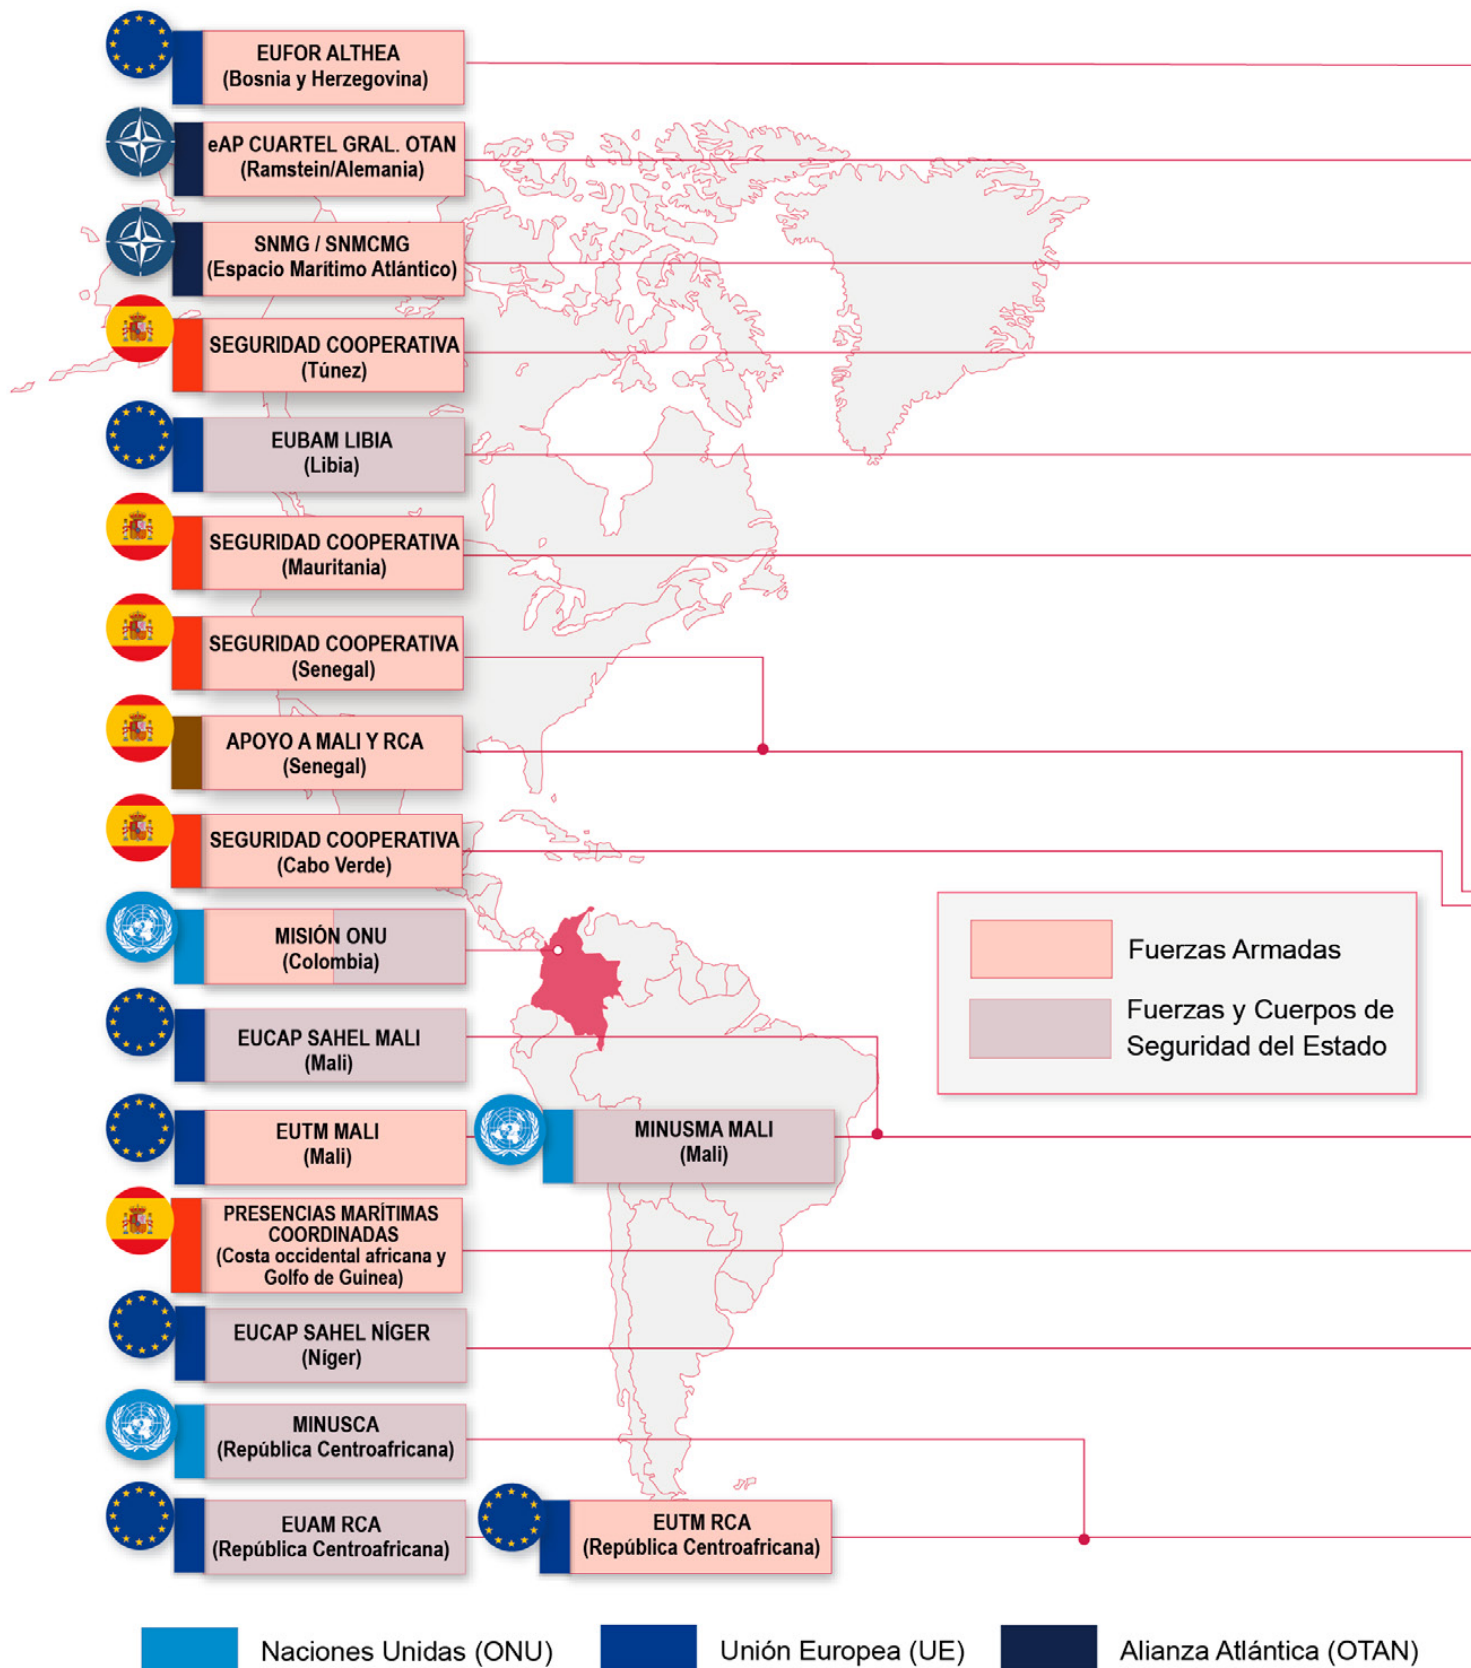 EUFOR ALTHEA
(Bosnia y Herzegovina)
eAP CUARTEL GRAL. OTAN
(Ramstein/Alemania)
SNMG / SNMCMG
(Espacio Marítimo Atlántico)
SEGURIDAD COOPERATIVA
(Túnez)
EUBAM LIBIA
(Libia)
SEGURIDAD COOPERATIVA
(Mauritania)
SEGURIDAD COOPERATIVA
(Senegal)
APOYO A MALI Y RCA
(Senegal)
SEGURIDAD COOPERATIVA
(Cabo Verde)
MISIÓN ONU
(Colombia)
EUCAP SAHEL MALI
(Mali)
EUTM MALI
(Mali)
MINUSMA MALI
(Mali)
PRESENCIAS MARÍTIMAS
COORDINADAS
(Costa occidental africana y
Golfo de Guinea)
EUCAP SAHEL NÍGER
(Níger)
MINUSCA
(República Centroafricana)
EUAM RCA
(República Centroafricana)
EUTM RCA
(República Centroafricana)
Fuerzas Armadas
Fuerzas y Cuerpos de
Seguridad del Estado
Naciones Unidas (ONU)
Unión Europea (UE)
Alianza Atlántica (OTAN)